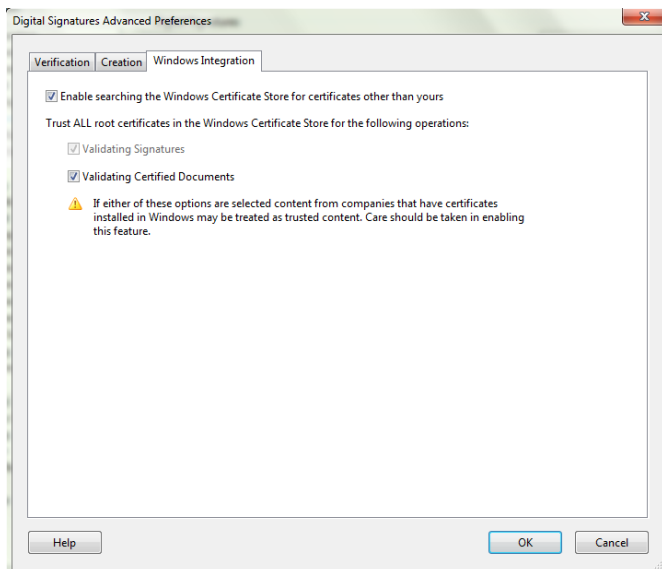 Digital Signatures Advanced Preferences
Verification Creation Windows Integration
Enable searching the Windows Certificate Store for certificates other than yours
Trust ALL root certificates in the Windows Certificate Store for the following operations:
Validating Signatures
Validating Certified Documents
If either of these options are selected content from companies that have certificates
installed in Windows may be treated as trusted content. Care should be taken in enabling
this feature.
Help OK Cancel